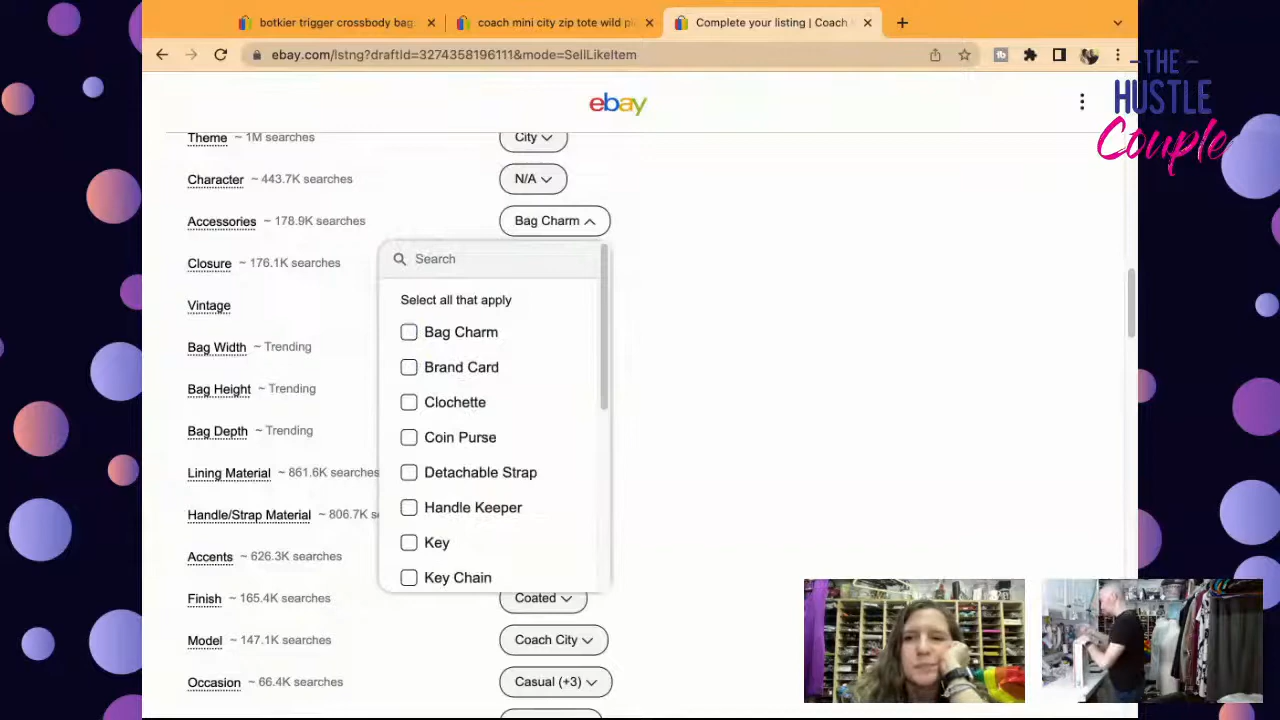 botkier trigger crossbody bag
coach mini city zip tote wild pl
Complete your listing | Coach
ebay.com/lstng?draftId=3274358196111&mode=SellLikeItem
THE
HUSTLE
Couple
ebay
Theme ~ 1M searches City
Character ~ 443.7K searches N/A
Accessories ~ 178.9K searches Bag Charm
Closure ~ 176.1K searches
Search
Vintage
Select all that apply
Bag Charm
Bag Width ~ Trending
Brand Card
Bag Height ~ Trending
Clochette
Bag Depth ~ Trending
Coin Purse
Lining Material ~ 861.6K searches
Detachable Strap
Handle/Strap Material ~ 806.7K s
Handle Keeper
Accents ~ 626.3K searches
Key
Key Chain
Finish ~ 165.4K searches Coated
Model ~ 147.1K searches Coach City
Occasion ~ 66.4K searches Casual (+3)